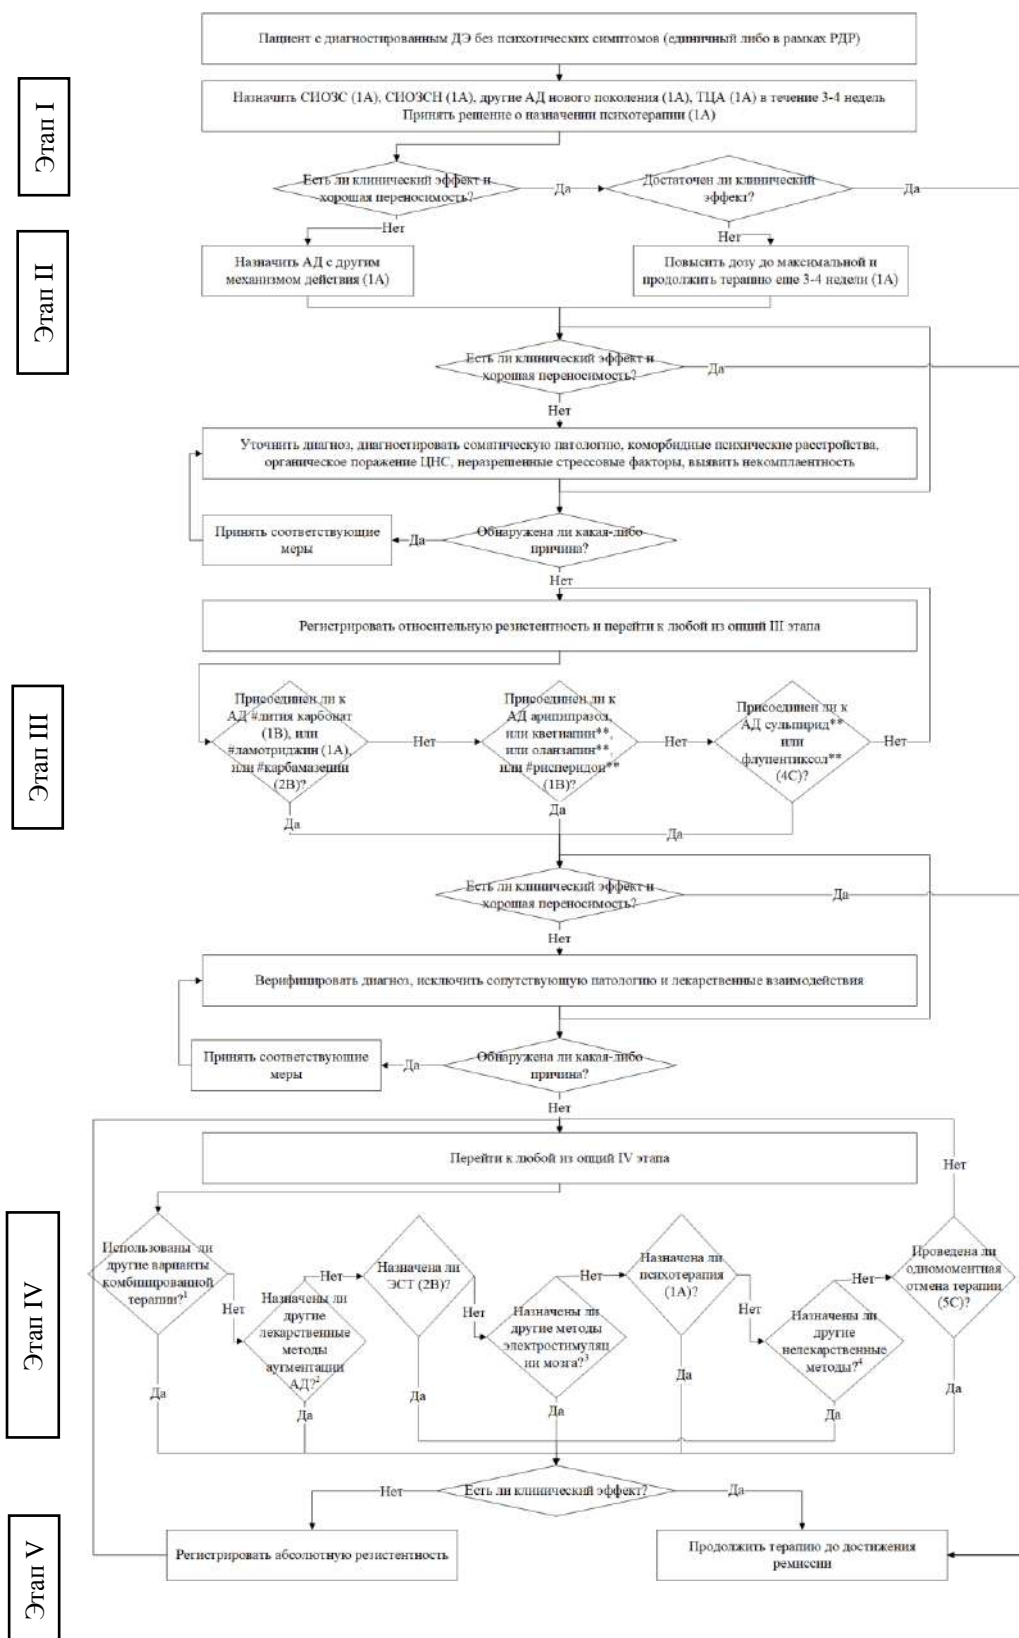 Пациент с диагностированным ДЭ без психотических симптомов (единичный либо в рамках РДР)
Этап I
Назначить СИОЗС (1А), СИОЗСН (1А), другие АД нового поколения (1А), ТЦА (1А) в течение 3-4 недель
Принять решение о назначении психотерапии (1А)
Есть ли клинический эффект и
хорошая переносимость?
Да
Достаточен ли клинический
эффект?
Да
Нет
Нет
Этап II
Назначить АД с другим
механизмом действия (1А)
Повысить дозу до максимальной и
продолжить терапию еще 3-4 недели (1А)
Есть ли клинический эффект и
хорошая переносимость?
Да
Нет
Уточнить диагноз, диагностировать соматическую патологию, коморбидные психические расстройства,
органическое поражение ЦНС, неразрешенные стрессовые факторы, выявить некомплаентность
Принять соответствующие
меры
Да
Обнаружена ли какая-либо
причина?
Нет
Регистрировать относительную резистентность и перейти к любой из опций III этапа
Этап III
Присоединен ли к
АД #лития карбонат
(1В), или
#ламотриджин (1А),
или #карбамазепин
(2В)?
Нет
Присоединен ли к
АД арипипразол,
или кветиапин**,
или оланзапин**,
или #рисперидон**
(1В)?
Нет
Присоединен ли к
АД сульпирид**
или
флупентиксол**
(4С)?
Нет
Да
Да
Да
Есть ли клинический эффект и
хорошая переносимость?
Да
Нет
Верифицировать диагноз, исключить сопутствующую патологию и лекарственные взаимодействия
Принять соответствующие
меры
Да
Обнаружена ли какая-либо
причина?
Нет
Перейти к любой из опций IV этапа
Нет
Этап IV
Использованы ли
другие варианты
комбинированной
терапии?¹
Нет
Назначены ли
другие
лекарственные
методы
аугментации
АД?²
Нет
Назначена ли
ЭСТ (2В)?
Нет
Назначены ли
другие методы
электростимуляц
ии мозга?³
Нет
Назначена ли
психотерапия
(1А)?
Нет
Назначены ли
другие
нелекарственные
методы?⁴
Нет
Проведена ли
одномоментная
отмена терапии
(5С)?
Да
Да
Да
Да
Да
Да
Да
Есть ли клинический эффект?
Нет
Да
Этап V
Регистрировать абсолютную резистентность
Продолжить терапию до достижения
ремиссии